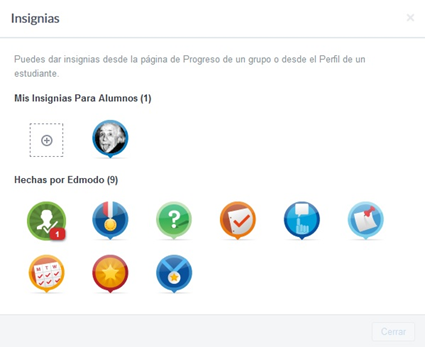 Insignias
×
Puedes dar insignias desde la página de Progreso de un grupo o desde el Perfil de un
estudiante.
Mis Insignias Para Alumnos (1)
Hechas por Edmodo (9)
1
?
M T W
Cerrar